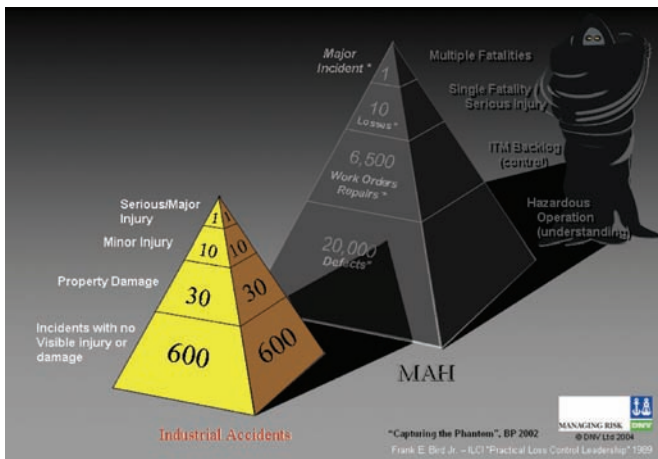 Major
Incident *
1
Multiple Fatalities
10
Losses*
Single Fatality
Serious Injury
6,500
Work Orders
Repairs *
ITM Backlog
(control)
20,000
Defects*
Hazardous
Operation
(understanding)
Serious/Major
Injury
1
1
Minor Injury
10
10
Property Damage
30
30
Incidents with no
Visible injury or
damage
600
600
MAH
Industrial Accidents
"Capturing the Phantom", BP 2002
MANAGING RISK
DNV
© DNV Ltd 2004
Frank E. Bird Jr. – ILCI "Practical Loss Control Leadership" 1969